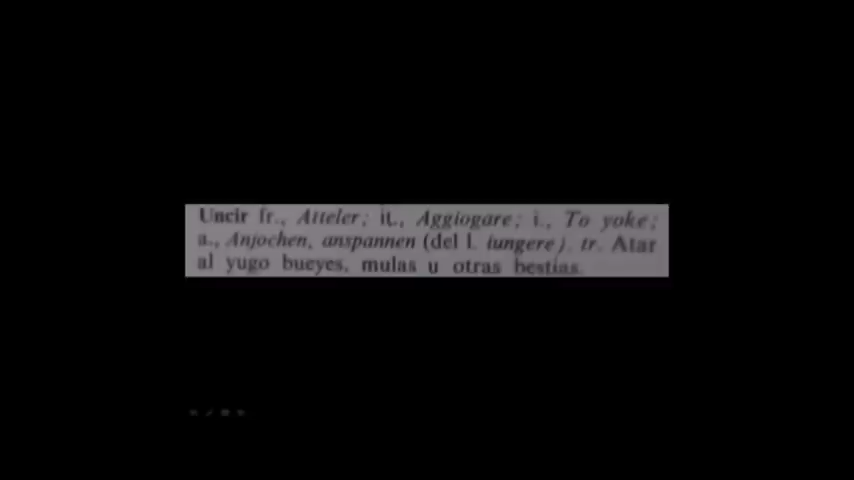 Uncir fr., Atteler; it., Aggiogare; i., To yoke;
a., Anjochen, anspannen (del l. iungere). tr. Atar
al yugo bueyes, mulas u otras bestias.